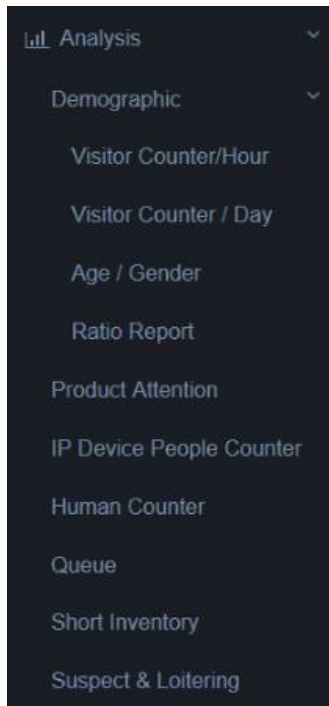 Analysis
Demographic
Visitor Counter/Hour
Visitor Counter / Day
Age / Gender
Ratio Report
Product Attention
IP Device People Counter
Human Counter
Queue
Short Inventory
Suspect & Loitering